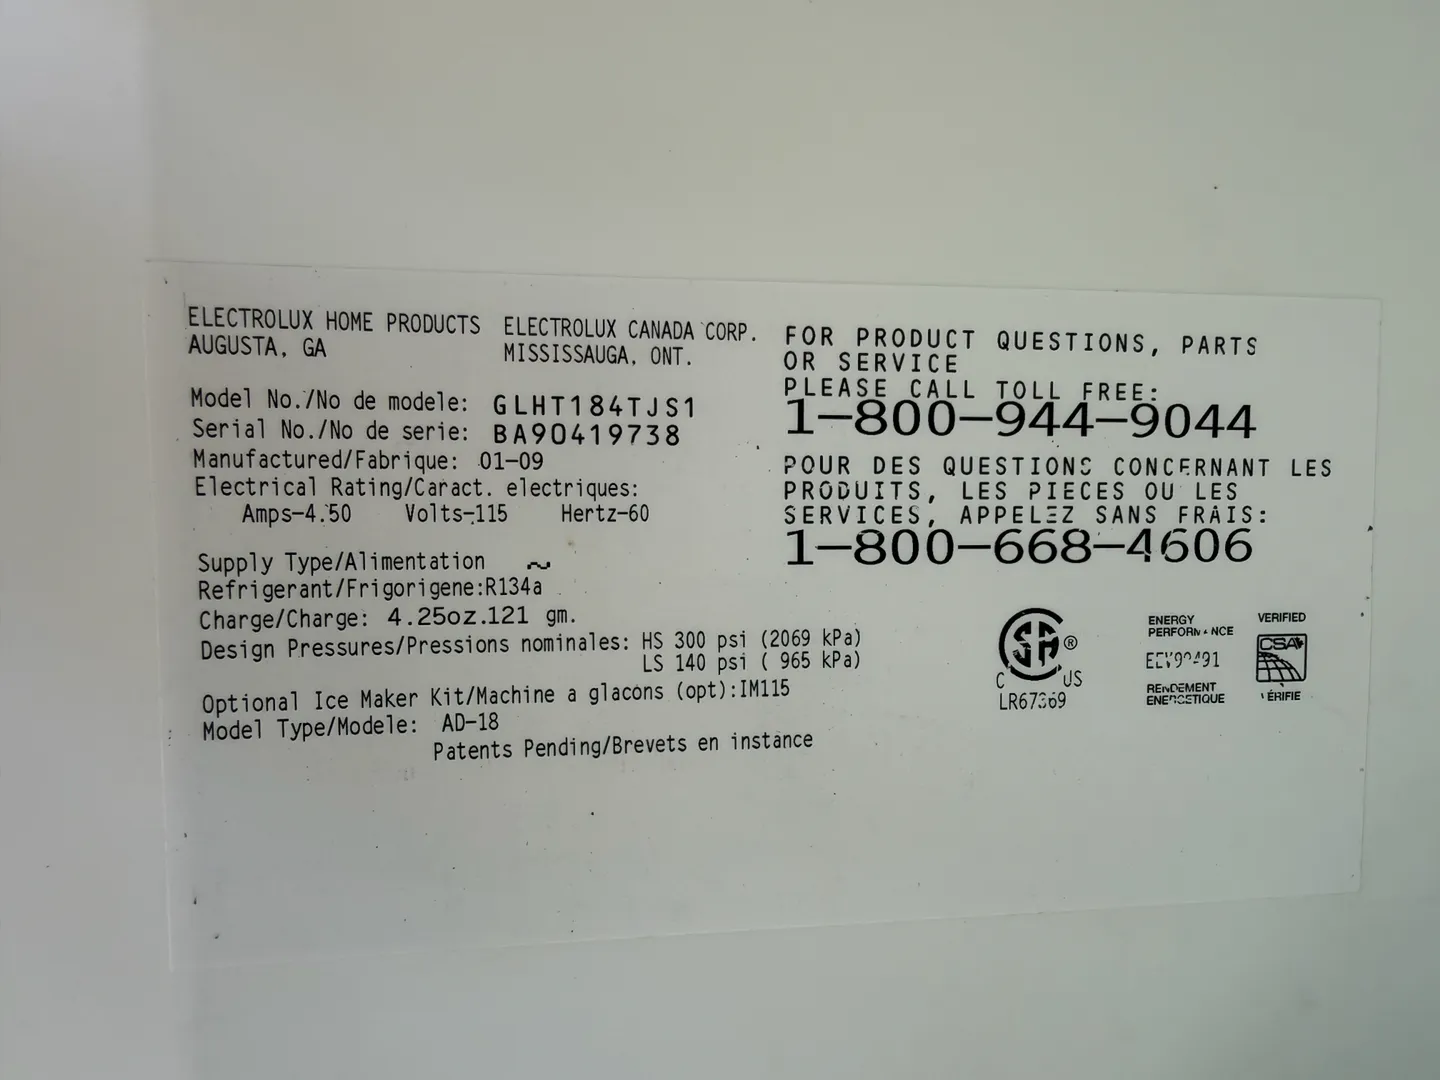 ELECTROLUX HOME PRODUCTS
AUGUSTA, GA
ELECTROLUX CANADA CORP.
MISSISSAUGA, ONT.
Model No./No de modele: GLHT184TJS1
Serial No./No de serie: BA90419738
Manufactured/Fabrique: 01-09
Electrical Rating/Caract. electriques:
Amps-4.50 Volts-115 Hertz-60
Supply Type/Alimentation ~
Refrigerant/Frigorigene:R134a
Charge/Charge: 4.25oz.121 gm.
Design Pressures/Pressions nominales: HS 300 psi (2069 kPa)
LS 140 psi ( 965 kPa)
Optional Ice Maker Kit/Machine a glacons (opt):IM115
Model Type/Modele: AD-18
Patents Pending/Brevets en instance
FOR PRODUCT QUESTIONS, PARTS
OR SERVICE
PLEASE CALL TOLL FREE:
1-800-944-9044
POUR DES QUESTIONS CONCERNANT LES
PRODUITS, LES PIECES OU LES
SERVICES, APPELEZ SANS FRAIS:
1-800-668-4606
SA ®
C US
ENERGY
PERFORMANCE
RENDEMENT
ENERGETIQUE
VERIFIED
CSA
VÉRIFIE